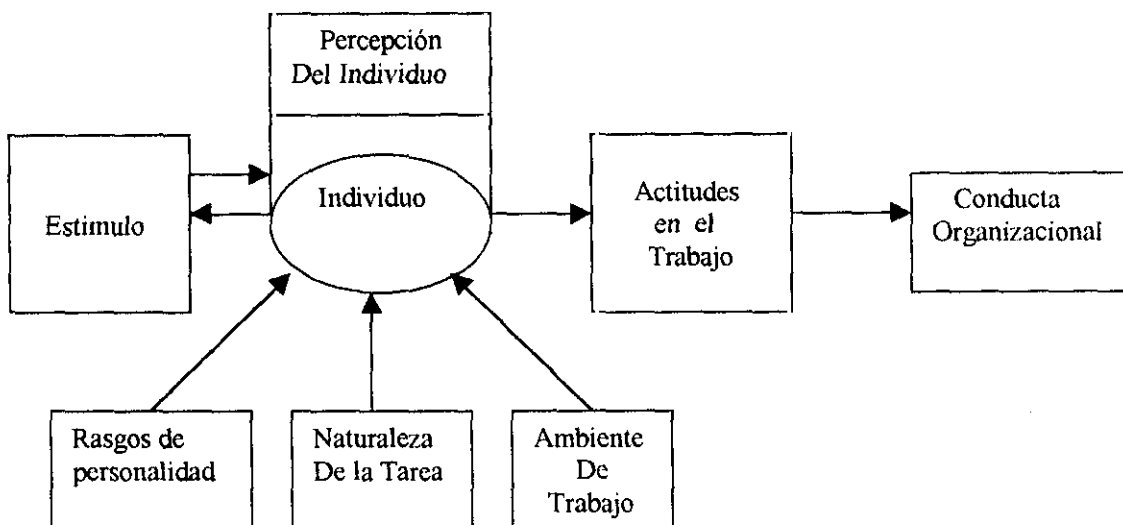 Percepción
Del Individuo
Estimulo
Individuo
Actitudes
en el
Trabajo
Conducta
Organizacional
Rasgos de
personalidad
Naturaleza
De la Tarea
Ambiente
De
Trabajo